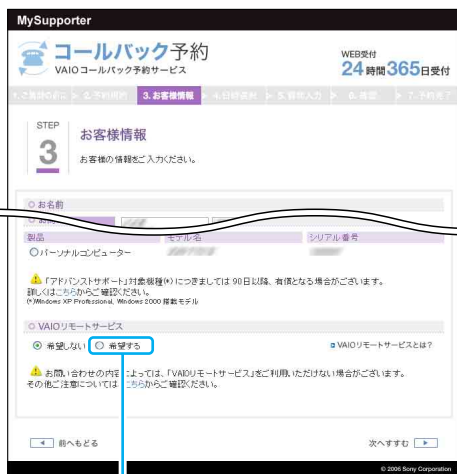 MySupporter
コールバック予約
VAIOコールバック予約サービス
WEB受付
24時間365日受付
3.お客様情報
STEP
3
お客様情報
お客様の情報をご入力ください。
お名前
製品
モデル名
シリアル番号
パーソナルコンピューター
「アドバンストサポート」対象機種(*)につきましては90日以降、有償となる場合がございます。
詳しくはこちらからご確認ください。
(*)Windows XP Professional, Windows 2000 搭載モデル
VAIOリモートサービス
希望しない 希望する
VAIOリモートサービスとは?
お問い合わせの内容によっては、「VAIOリモートサービス」をご利用いただけない場合がございます。
その他ご注意については こちらからご確認ください。
前へもどる
次へすすむ
© 2006 Sony Corporation